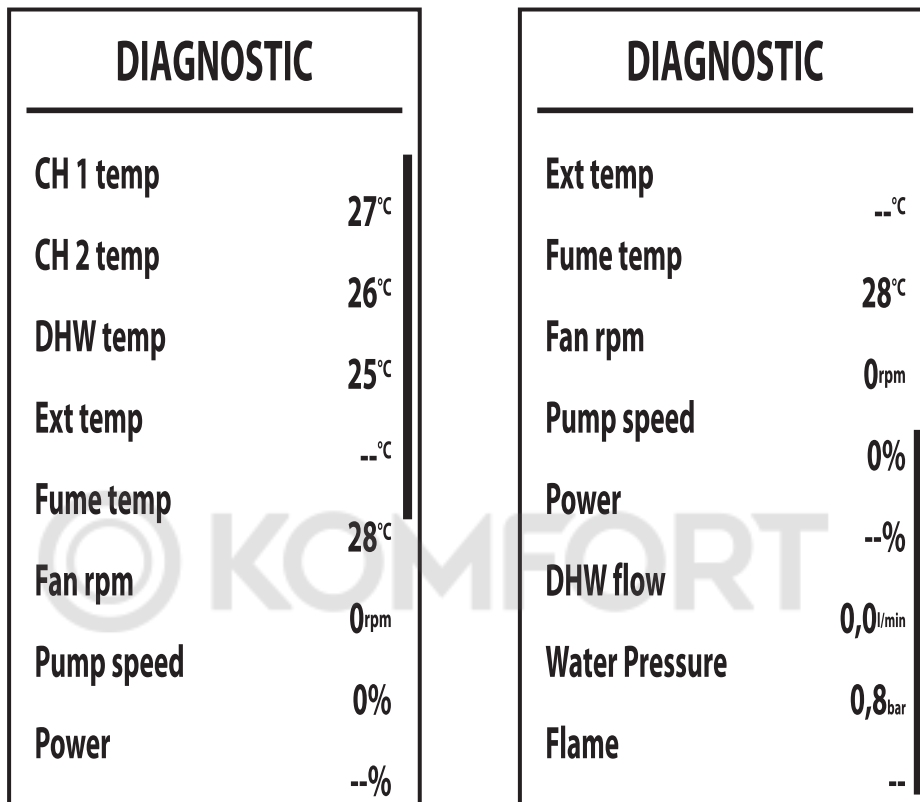 DIAGNOSTIC
CH 1 temp
27°C
CH 2 temp
26°C
DHW temp
25°C
Ext temp
--°C
Fume temp
28°C
Fan rpm
0rpm
Pump speed
0%
Power
--%
DIAGNOSTIC
Ext temp
--°C
Fume temp
28°C
Fan rpm
0rpm
Pump speed
0%
Power
--%
DHW flow
0,0l/min
Water Pressure
0,8bar
Flame
--
KOMFORT